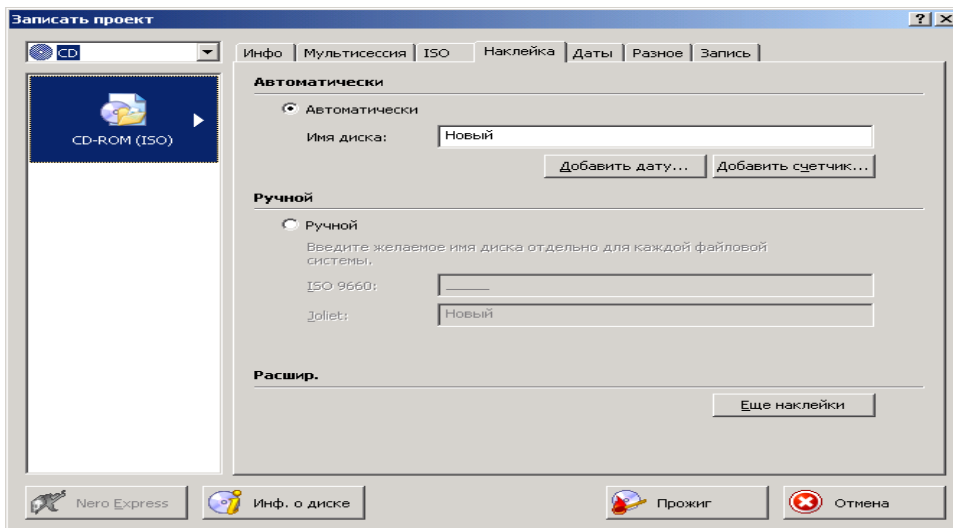 Записать проект
CD
CD-ROM (ISO)
Инфо Мультисессия ISO Наклейка Даты Разное Запись
Автоматически
Автоматически
Имя диска: Новый
Добавить дату... Добавить счетчик...
Ручной
Ручной
Введите желаемое имя диска отдельно для каждой файловой
системы.
ISO 9660: _____
Joliet: Новый
Расшир.
Еще наклейки
Nero Express Инф. о диске Прожиг Отмена